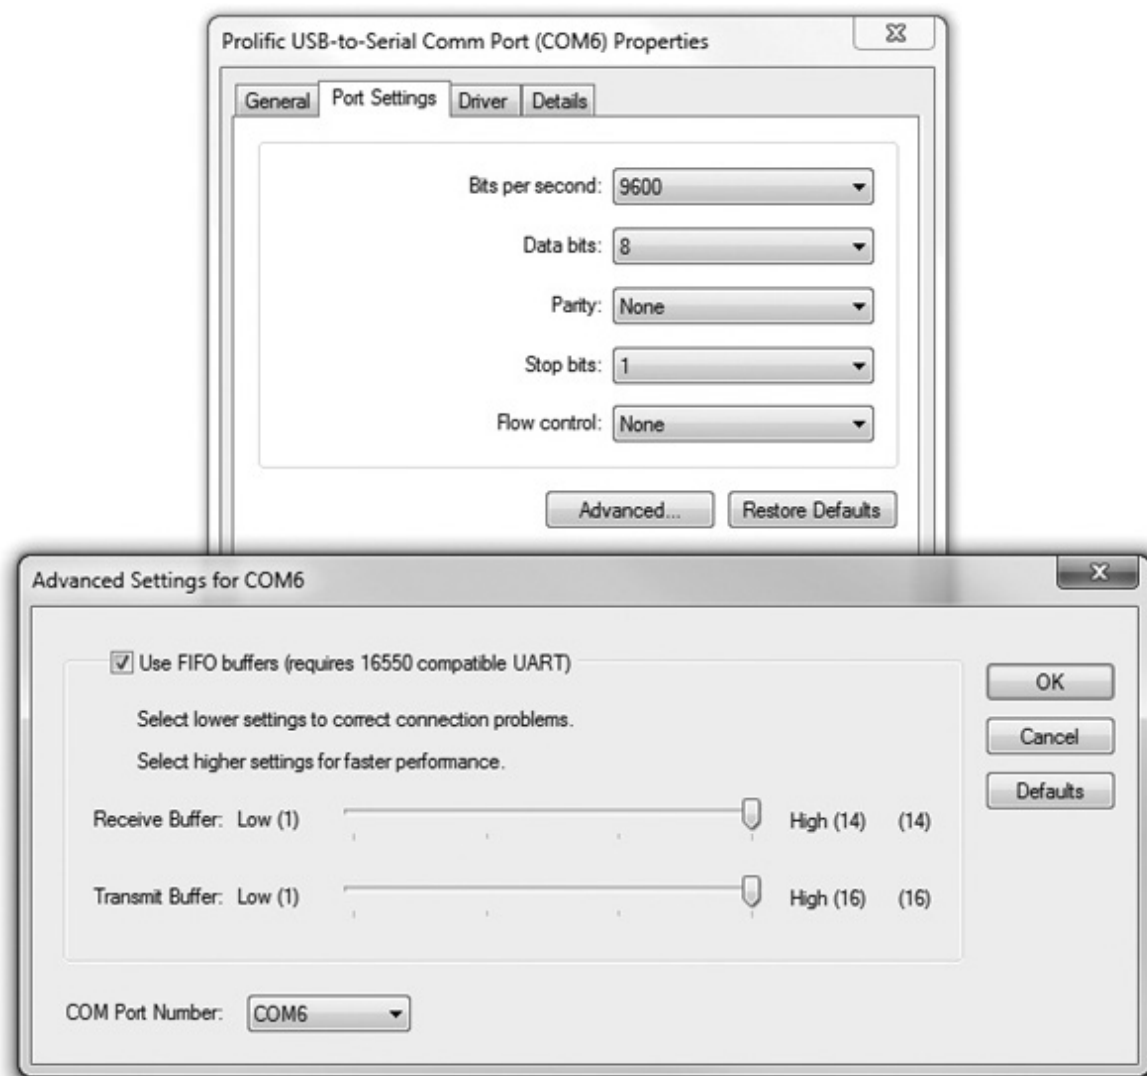 Prolific USB-to-Serial Comm Port (COM6) Properties
General Port Settings Driver Details
Bits per second: 9600
Data bits: 8
Parity: None
Stop bits: 1
Flow control: None
Advanced... Restore Defaults
Advanced Settings for COM6
Use FIFO buffers (requires 16550 compatible UART)
OK
Select lower settings to correct connection problems.
Cancel
Select higher settings for faster performance.
Defaults
Receive Buffer: Low (1) High (14) (14)
Transmit Buffer: Low (1) High (16) (16)
COM Port Number: COM6